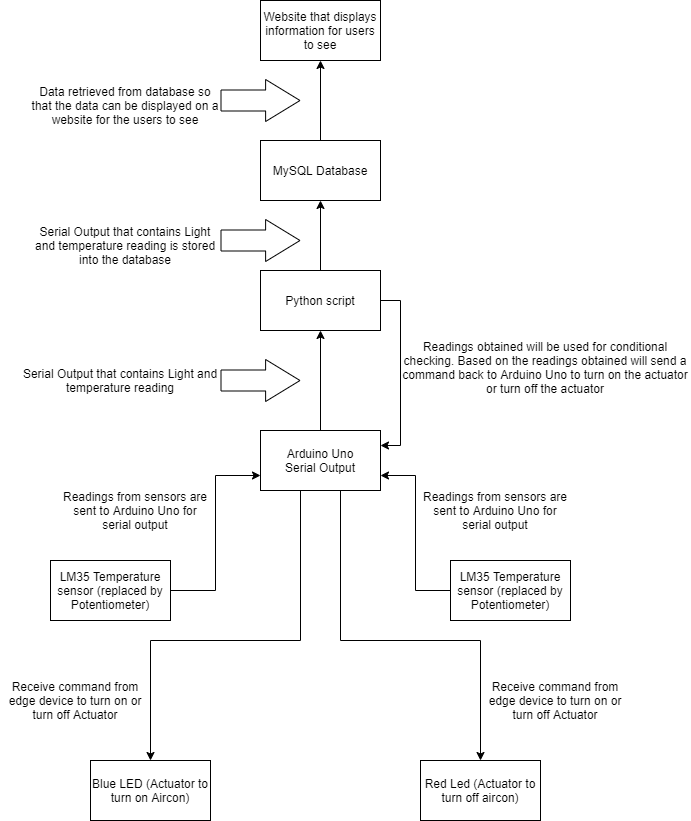 Website that displays
information for users
to see
Data retrieved from database so
that the data can be displayed on a
website for the users to see
MySQL Database
Serial Output that contains Light
and temperature reading is stored
into the database
Python script
Readings obtained will be used for conditional
checking. Based on the readings obtained will send a
command back to Arduino Uno to turn on the actuator
or turn off the actuator
Serial Output that contains Light and
temperature reading
Arduino Uno
Serial Output
Readings from sensors are
sent to Arduino Uno for
serial output
Readings from sensors are
sent to Arduino Uno for
serial output
LM35 Temperature
sensor (replaced by
Potentiometer)
LM35 Temperature
sensor (replaced by
Potentiometer)
Receive command from
edge device to turn on or
turn off Actuator
Receive command from
edge device to turn on or
turn off Actuator
Blue LED (Actuator to
turn on Aircon)
Red Led (Actuator to
turn off aircon)